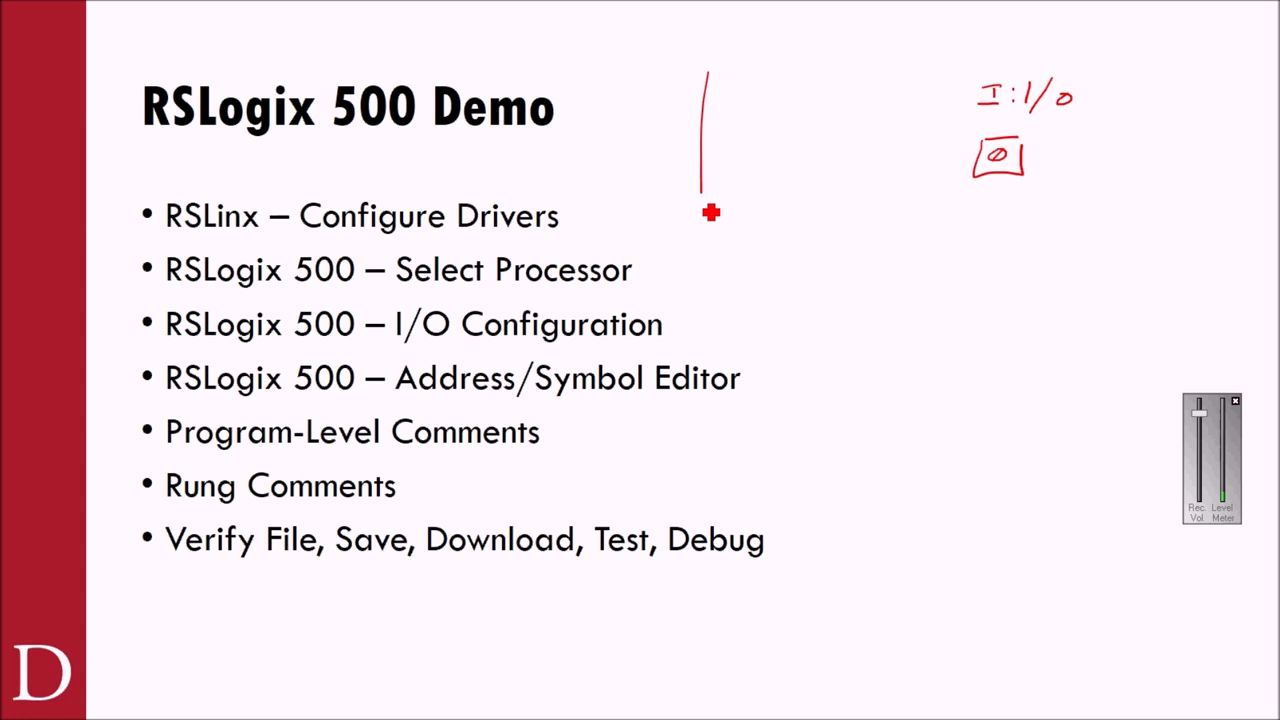 RSLogix 500 Demo
I:1/0
0
• RSLinx – Configure Drivers
• RSLogix 500 – Select Processor
• RSLogix 500 – I/O Configuration
• RSLogix 500 – Address/Symbol Editor
• Program-Level Comments
• Rung Comments
• Verify File, Save, Download, Test, Debug
Rec. Level
Vol. Meter
D